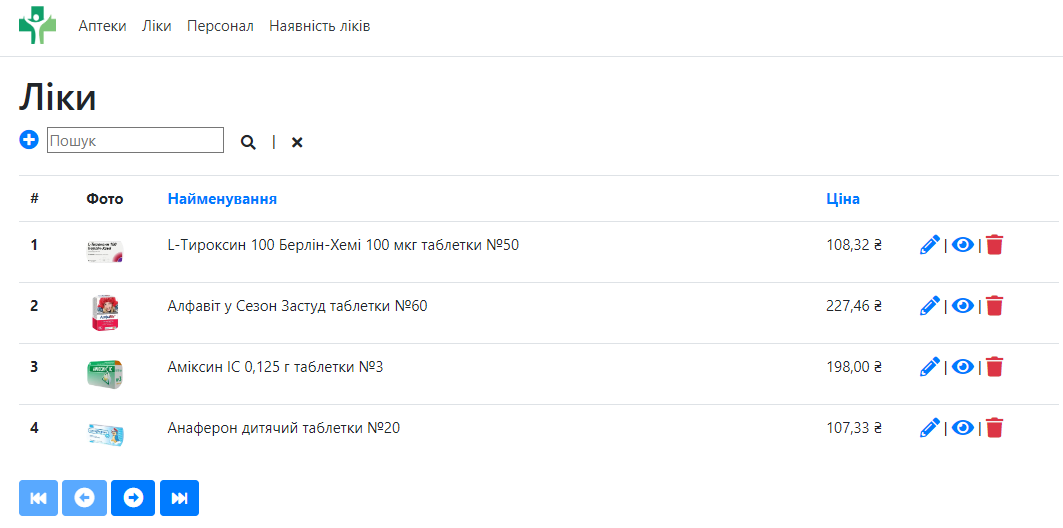 Аптеки Ліки Персонал Наявність ліків
Ліки
Пошук | 
# Фото Найменування Ціна
1 L-Тироксин 100 Берлін-Хемі 100 мкг таблетки №50 108,32 ₴ | |
2 Алфавіт у Сезон Застуд таблетки №60 227,46 ₴ | |
3 Аміксин ІС 0,125 г таблетки №3 198,00 ₴ | |
4 Анаферон дитячий таблетки №20 107,33 ₴ | |